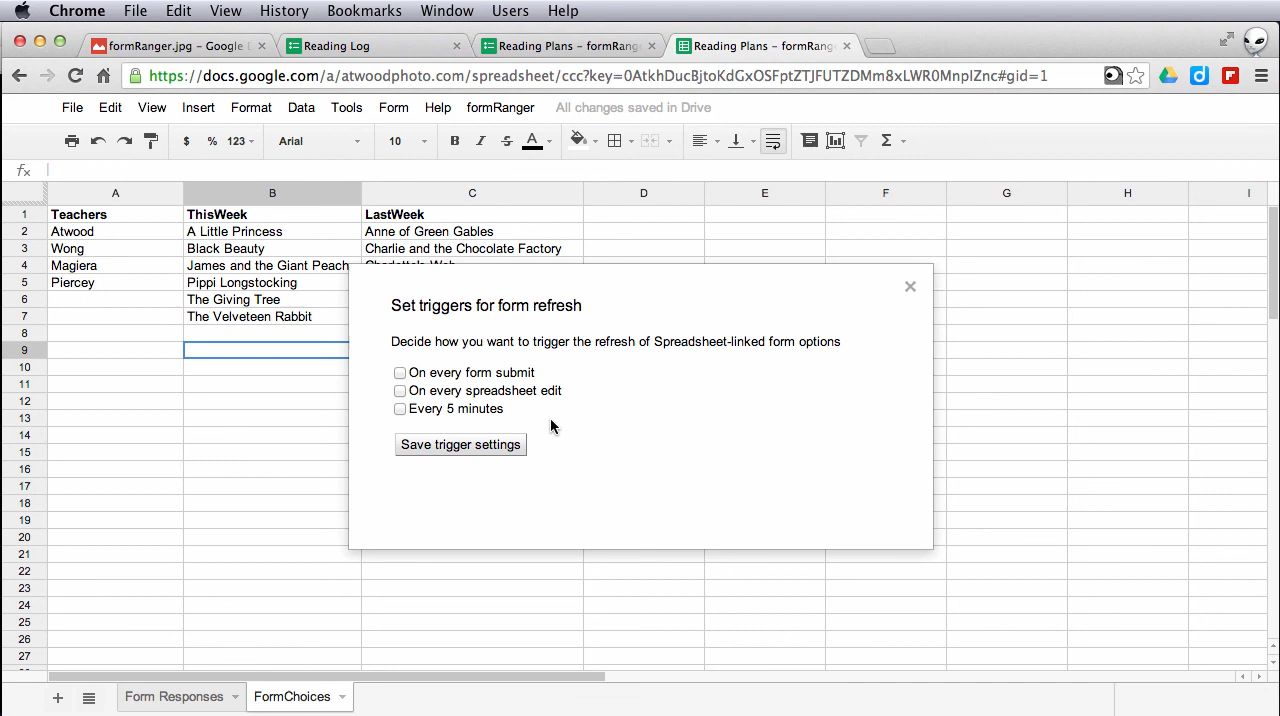 Chrome File Edit View History Bookmarks Window Users Help
formRanger.jpg - Google Reading Log Reading Plans – formRang Reading Plans – formRang
https://docs.google.com/a/atwoodphoto.com/spreadsheet/
File Edit View Insert Format Data Tools Form Help formRanger All changes saved in Drive
$ % 123 Arial 10 B I S A Σ
fx
A B C D E F G H I
1 Teachers ThisWeek LastWeek
2 Atwood A Little Princess Anne of Green Gables
3 Wong Black Beauty Charlie and the Chocolate Factory
4 Magiera James and the Giant Peach
5 Piercey Pippi Longstocking
6 The Giving Tree
7 The Velveteen Rabbit
8
9
10
11
12
13
14
15
16
17
18
19
20
21
22
23
24
25
26
27
Set triggers for form refresh
Decide how you want to trigger the refresh of Spreadsheet-linked form options
On every form submit
On every spreadsheet edit
Every 5 minutes
Save trigger settings
Form Responses FormChoices